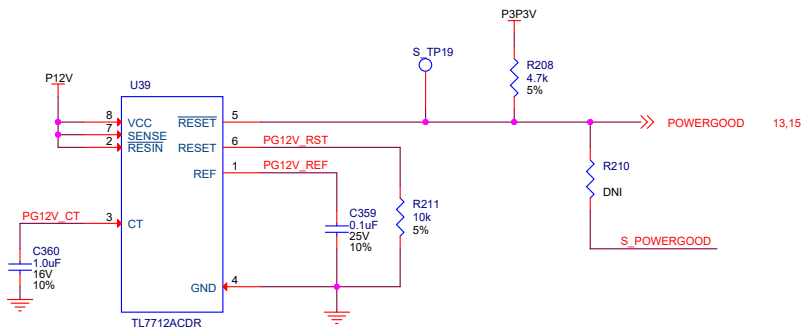 P3P3V
S_TP19
R208
4.7k
5%
P12V
U39
8
VCC
7
SENSE
2
RESIN
RESET
5
RESET
6
PG12V_RST
REF
1
PG12V_REF
POWERGOOD 13,15
R210
DNI
S_POWERGOOD
PG12V_CT
3
CT
C360
1.0uF
16V
10%
C359
0.1uF
25V
10%
R211
10k
5%
GND
4
TL7712ACDR